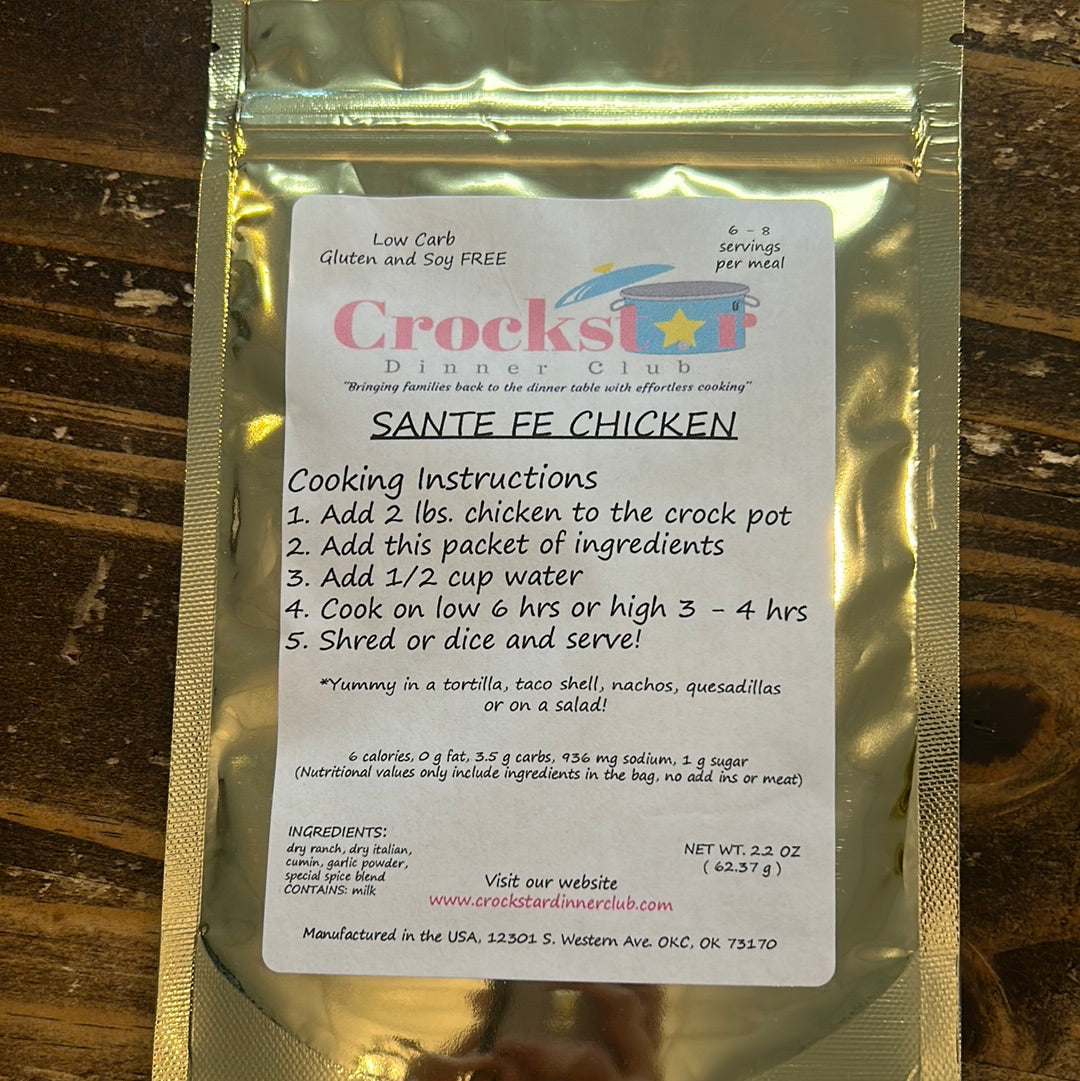 Low Carb
Gluten and Soy FREE
6 - 8
servings
per meal
Crockstar
Dinner Club
"Bringing families back to the dinner table with effortless cooking"
SANTE FE CHICKEN
Cooking Instructions
1. Add 2 lbs. chicken to the crock pot
2. Add this packet of ingredients
3. Add 1/2 cup water
4. Cook on low 6 hrs or high 3 - 4 hrs
5. Shred or dice and serve!
*Yummy in a tortilla, taco shell, nachos, quesadillas
or on a salad!
6 calories, 0 g fat, 3.5 g carbs, 936 mg sodium, 1 g sugar
(Nutritional values only include ingredients in the bag, no add ins or meat)
INGREDIENTS:
dry ranch, dry italian,
cumin, garlic powder,
special spice blend
CONTAINS: milk
NET WT. 2.2 OZ
( 62.37 g )
Visit our website
www.crockstardinnerclub.com
Manufactured in the USA, 12301 S. Western Ave. OKC, OK 73170